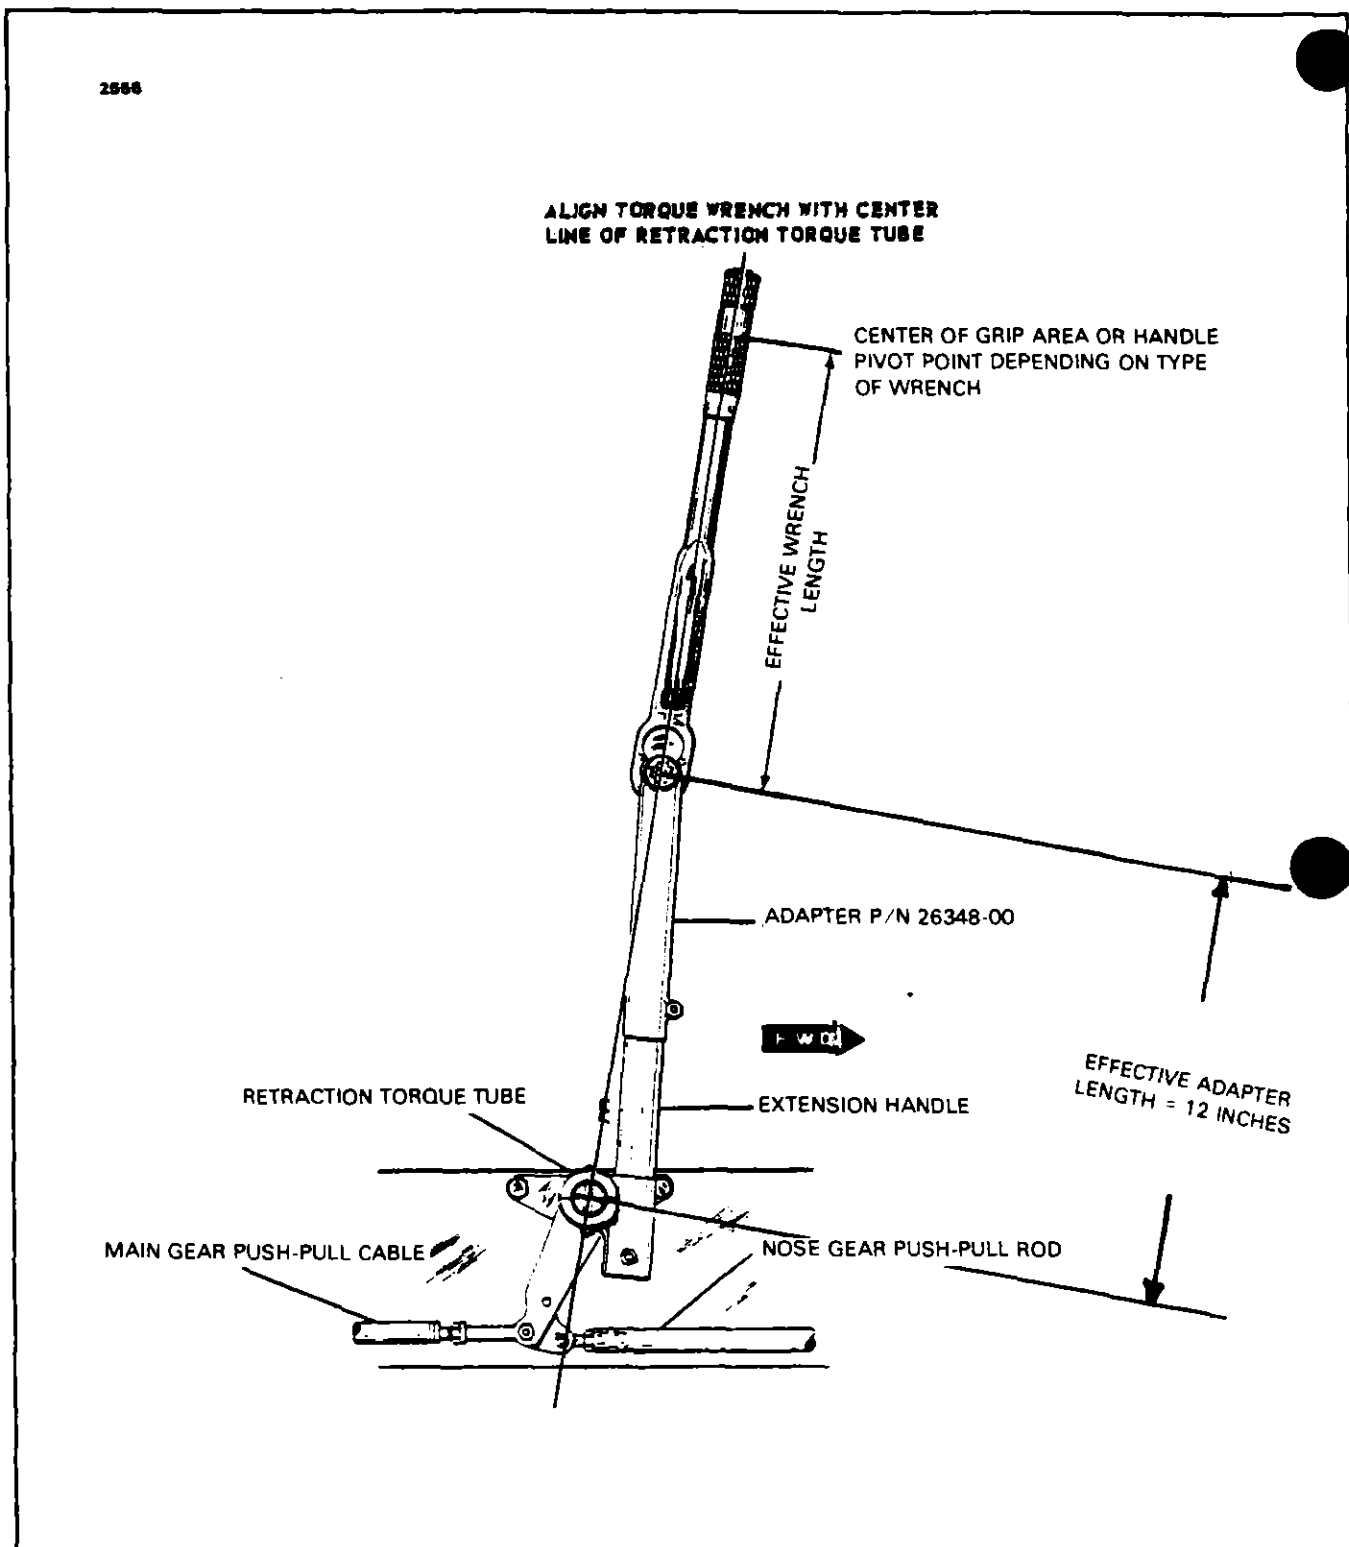 2556
ALIGN TORQUE WRENCH WITH CENTER
LINE OF RETRACTION TORQUE TUBE
CENTER OF GRIP AREA OR HANDLE
PIVOT POINT DEPENDING ON TYPE
OF WRENCH
EFFECTIVE WRENCH
LENGTH
ADAPTER P/N 26348-00
FWD
EFFECTIVE ADAPTER
LENGTH = 12 INCHES
RETRACTION TORQUE TUBE
EXTENSION HANDLE
MAIN GEAR PUSH-PULL CABLE
NOSE GEAR PUSH-PULL ROD